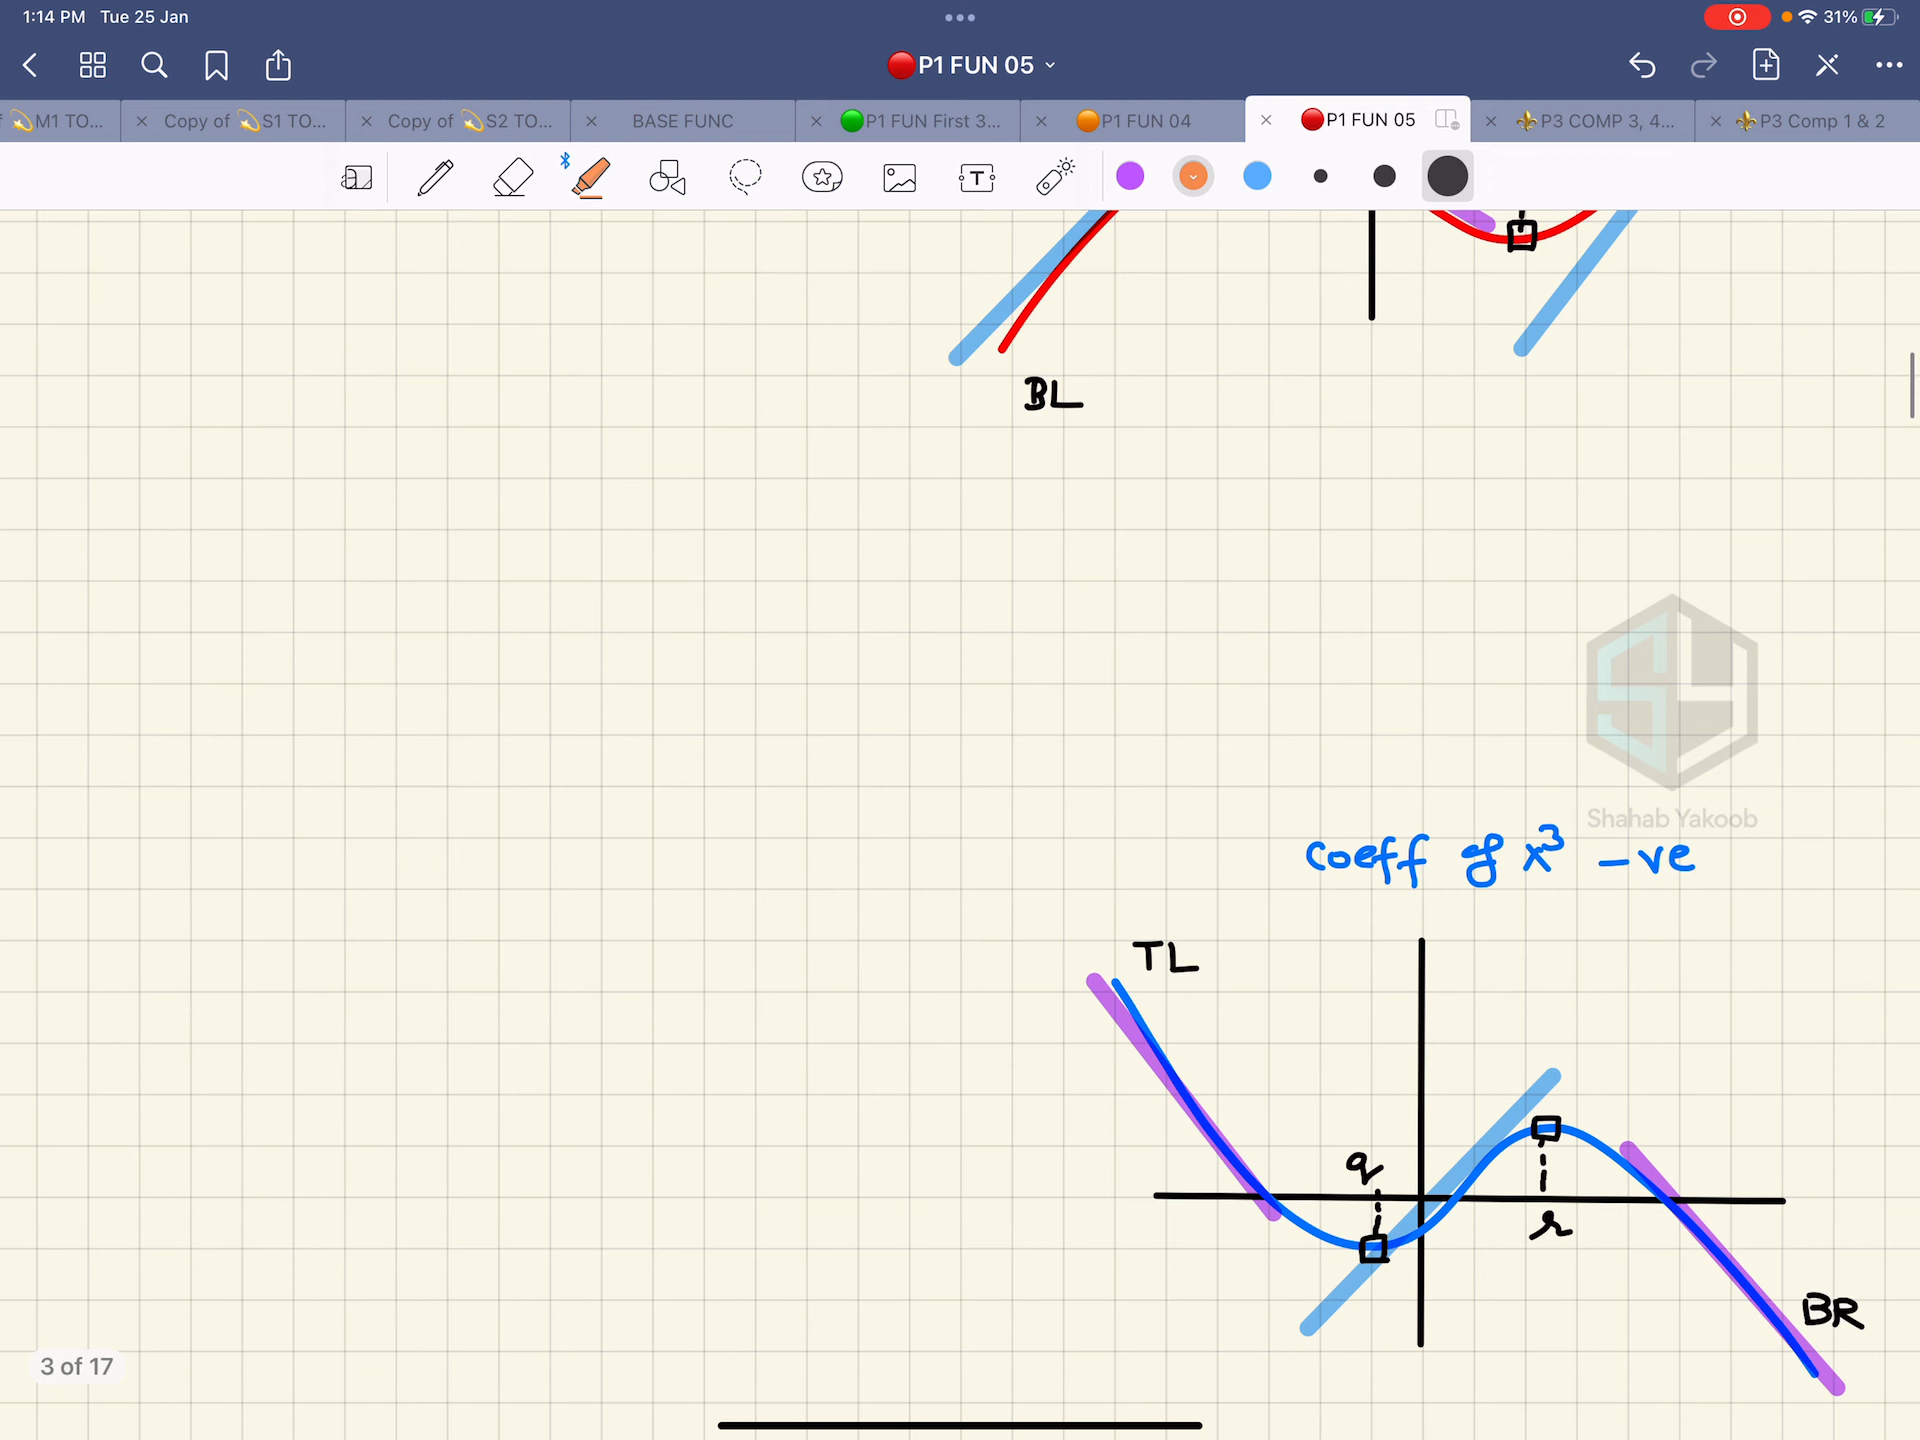 1:14 PM Tue 25 Jan
31%
P1 FUN 05
M1 TO...
Copy of S1 TO...
Copy of S2 TO...
BASE FUNC
P1 FUN First 3...
P1 FUN 04
P1 FUN 05
P3 COMP 3, 4...
P3 Comp 1 & 2
BL
Shahab Yakoob
coeff of x³ -ve
TL
q
r
BR
3 of 17